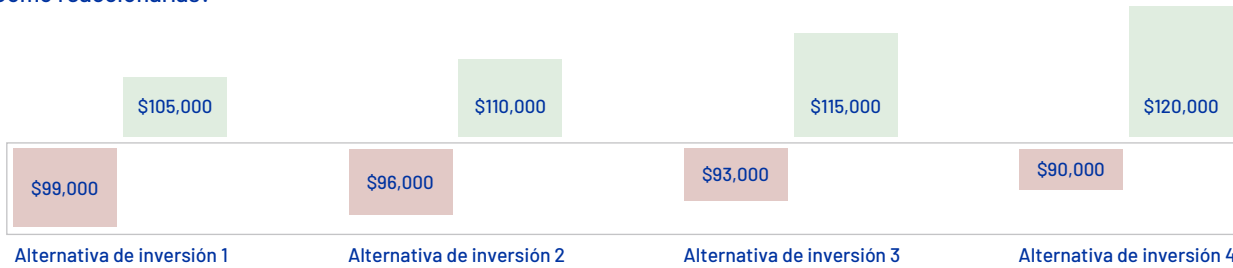 $105,000
$110,000
$115,000
$120,000
$99,000
$96,000
$93,000
$90,000
Alternativa de inversión 1
Alternativa de inversión 2
Alternativa de inversión 3
Alternativa de inversión 4